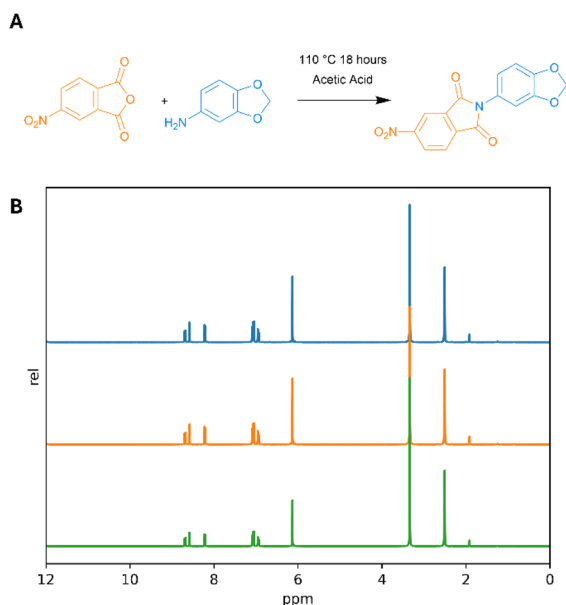 A
110 °C 18 hours
Acetic Acid
O
O
O
O₂N
+
H₂N
O
O
O
N
O
O
O
O₂N
B
rel
12 10 8 6 4 2 0
ppm